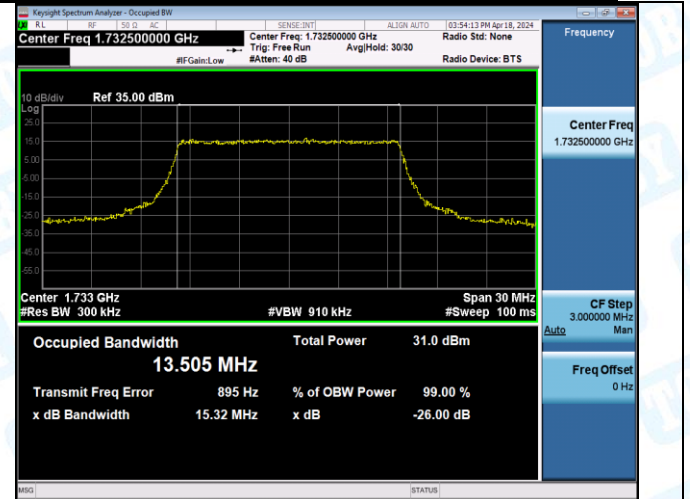 Keysight Spectrum Analyzer - Occupied BW
RL RF 50 Ω AC SENSE:INT ALIGN AUTO 03:54:13 PM Apr 18, 2024
Center Freq 1.732500000 GHz Center Freq: 1.732500000 GHz Radio Std: None
Trig: Free Run Avg|Hold: 30/30
#IFGain:Low #Atten: 40 dB Radio Device: BTS
Frequency
10 dB/div Ref 35.00 dBm
Log
25.0
15.0
5.00
-5.00
-15.0
-25.0
-35.0
-45.0
-55.0
Center 1.733 GHz Span 30 MHz
#Res BW 300 kHz #VBW 910 kHz #Sweep 100 ms
Occupied Bandwidth Total Power 31.0 dBm
13.505 MHz
Transmit Freq Error 895 Hz % of OBW Power 99.00 %
x dB Bandwidth 15.32 MHz x dB -26.00 dB
Center Freq
1.732500000 GHz
CF Step
3.000000 MHz
Auto Man
Freq Offset
0 Hz
MSG STATUS